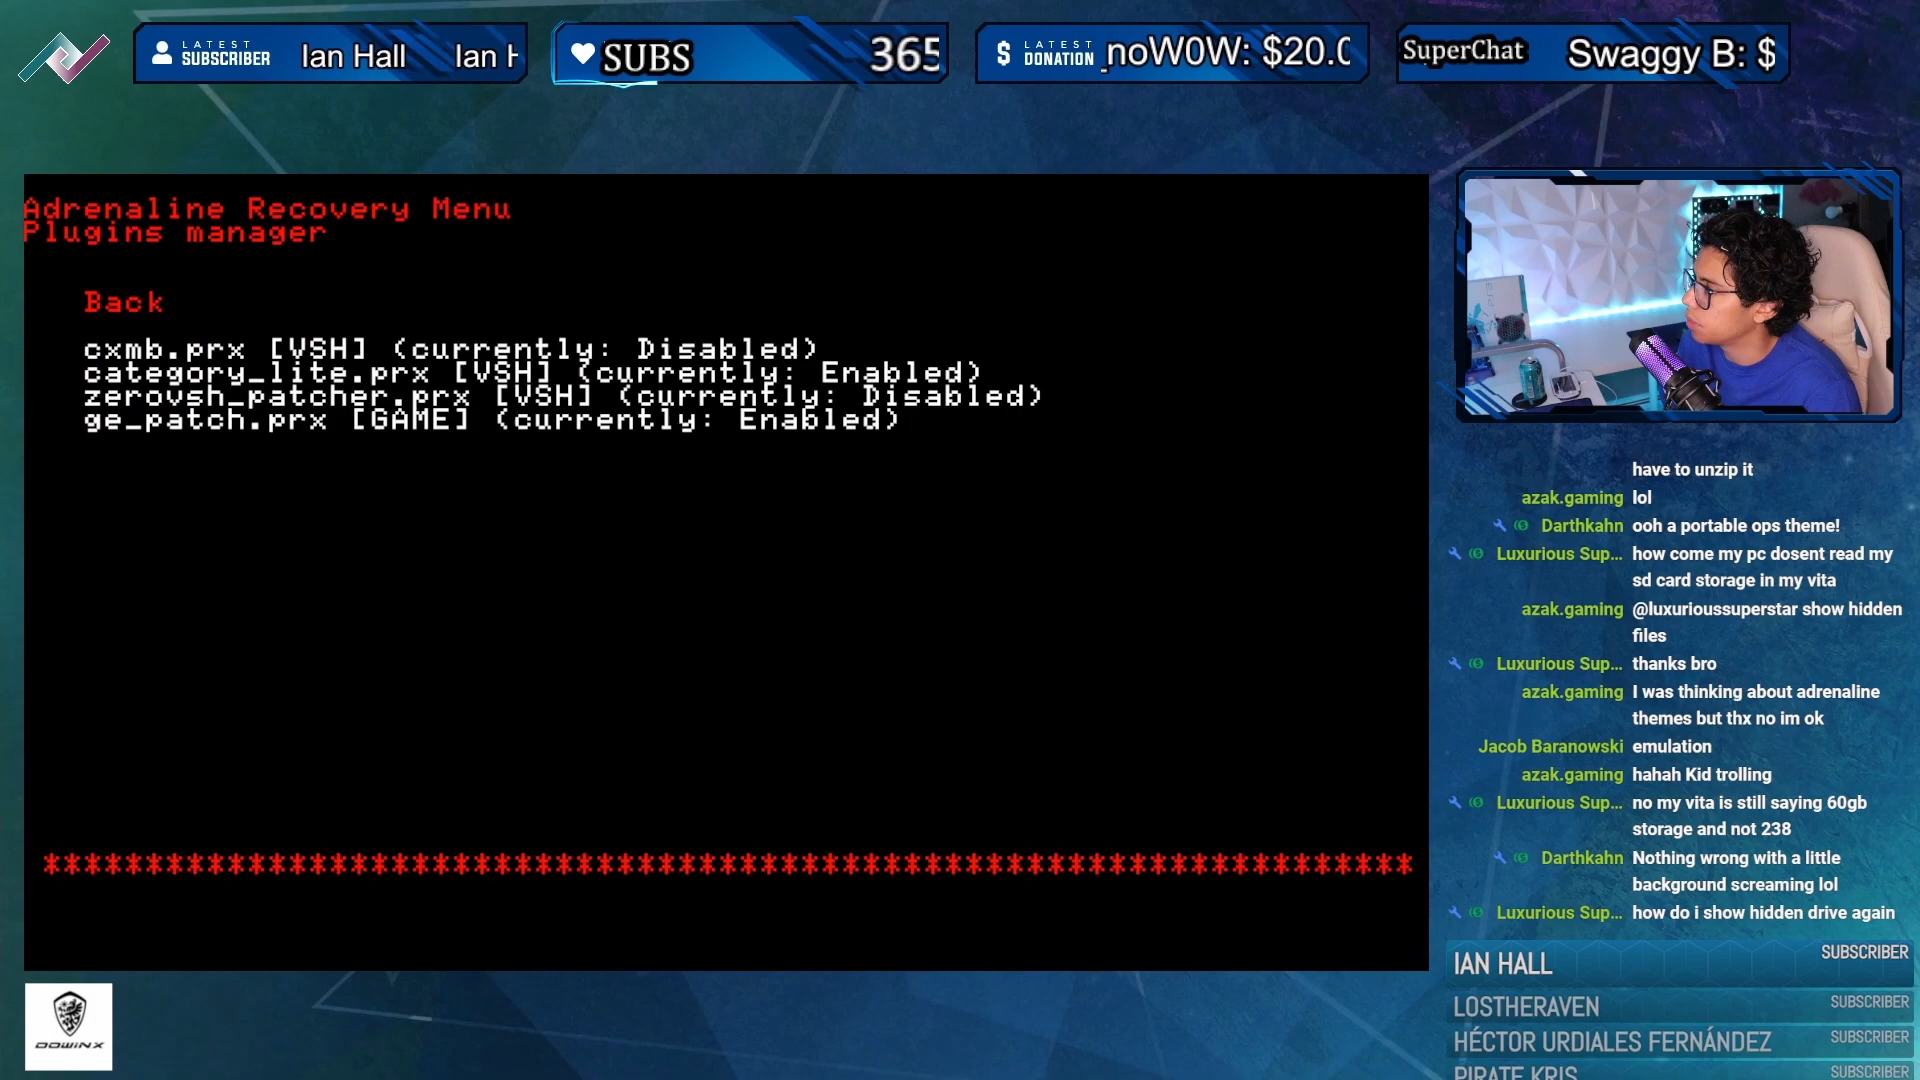 LATEST
SUBSCRIBER
Ian Hall
Ian H
SUBS
365
LATEST
DONATION
_noW0W: $20.0
SuperChat
Swaggy B: $
Adrenaline Recovery Menu
Plugins manager
Back
cxmb.prx [VSH] (currently: Disabled)
category_lite.prx [VSH] (currently: Enabled)
zerovsh_patcher.prx [VSH] (currently: Disabled)
ge_patch.prx [GAME] (currently: Enabled)
*******************************************************************
have to unzip it
azak.gaming lol
Darthkahn ooh a portable ops theme!
Luxurious Sup... how come my pc dosent read my
sd card storage in my vita
azak.gaming @luxurioussuperstar show hidden
files
Luxurious Sup... thanks bro
azak.gaming I was thinking about adrenaline
themes but thx no im ok
Jacob Baranowski emulation
azak.gaming hahah Kid trolling
Luxurious Sup... no my vita is still saying 60gb
storage and not 238
Darthkahn Nothing wrong with a little
background screaming lol
Luxurious Sup... how do i show hidden drive again
IAN HALL SUBSCRIBER
LOSTHERAVEN SUBSCRIBER
HÉCTOR URDIALES FERNÁNDEZ SUBSCRIBER
PIRATE KRIS SUBSCRIBER
DOWINX